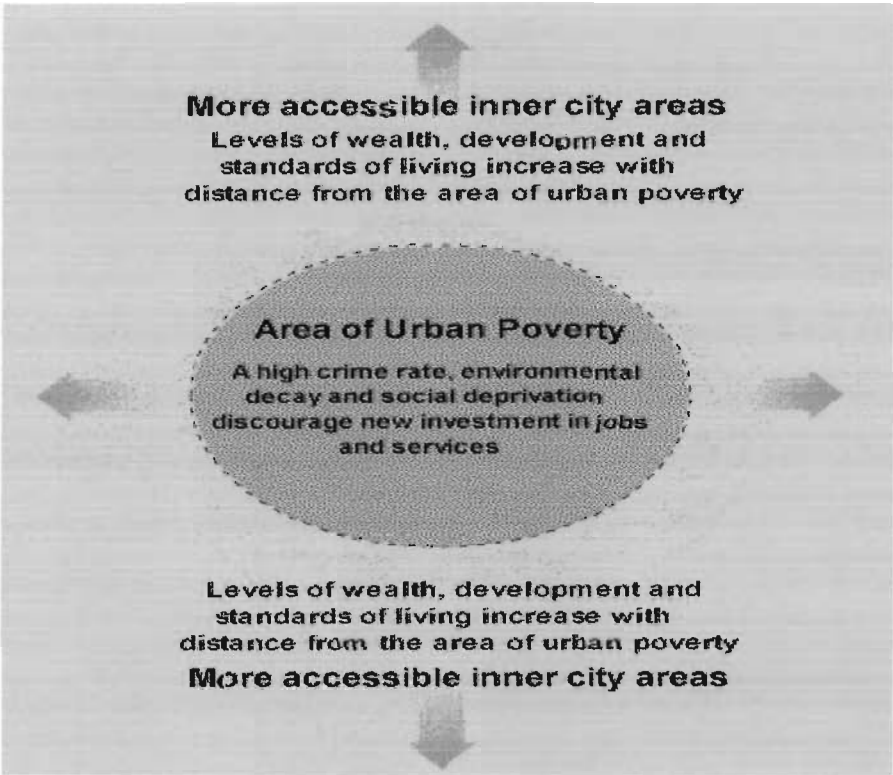 More accessible inner city areas
Levels of wealth, development and
standards of living increase with
distance from the area of urban poverty
Area of Urban Poverty
A high crime rate, environmental
decay and social deprivation
discourage new investment in jobs
and services
Levels of wealth, development and
standards of living increase with
distance from the area of urban poverty
More accessible inner city areas